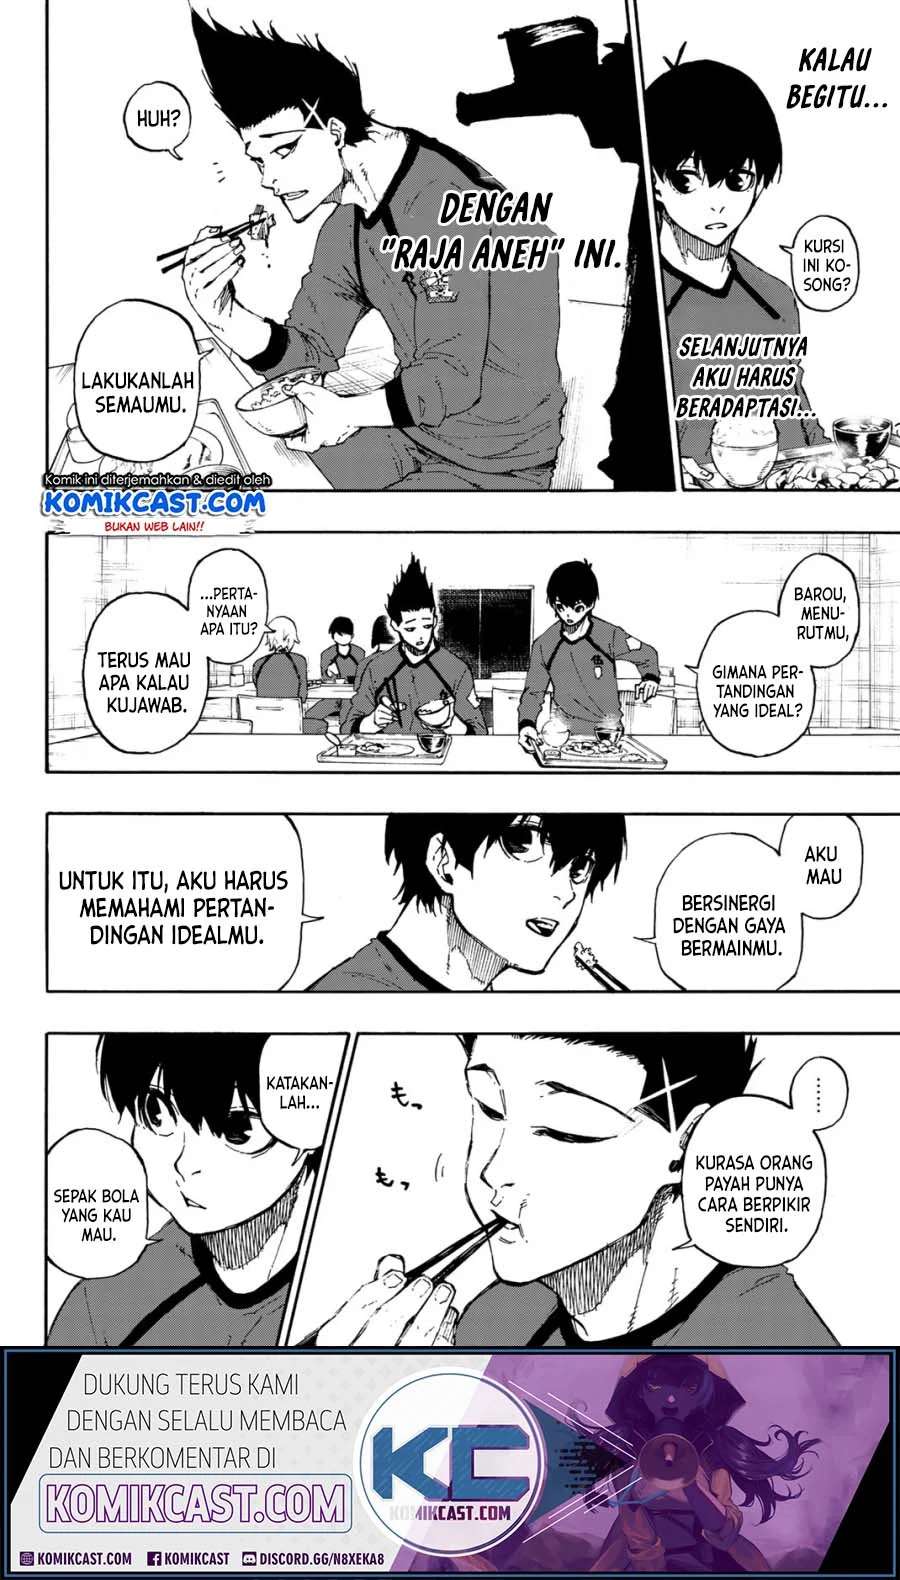 KALAU
BEGITU...
KURSI
INI KO-
SONG?
SELANJUTNYA
AKU HARUS
BERADAPTASI...
DENGAN
"RAJA ANEH" INI.
HUH?
LAKUKANLAH
SEMAUMU.
Komik ini diterjemahkan & diedit oleh
KOMIKCAST.COM
BUKAN WEB LAIN!!
BAROU, MENU-
RUTMU,
GIMANA PER-
TANDINGAN
YANG IDEAL?
...PERTA-
NYAAN
APA ITU?
TERUS MAU
APA KALAU
KUJAWAB.
AKU
MAU
BERSINERGI
DENGAN GAYA
BERMAINMU.
UNTUK ITU, AKU HARUS
MEMAHAMI PERTAN-
DINGAN IDEALMU.
......
KURASA ORANG
PAYAH PUNYA
CARA BERPIKIR
SENDIRI.
もっ
もっ
KATAKAN-
LAH...
SEPAK BOLA
YANG KAU
MAU.
DUKUNG TERUS KAMI
DENGAN SELALU MEMBACA
DAN BERKOMENTAR DI
KOMIKCAST.COM
KC
KOMIKCAST.COM
KOMIKCAST.COM KOMIKCAST DISCORD.GG/N8XEKA8